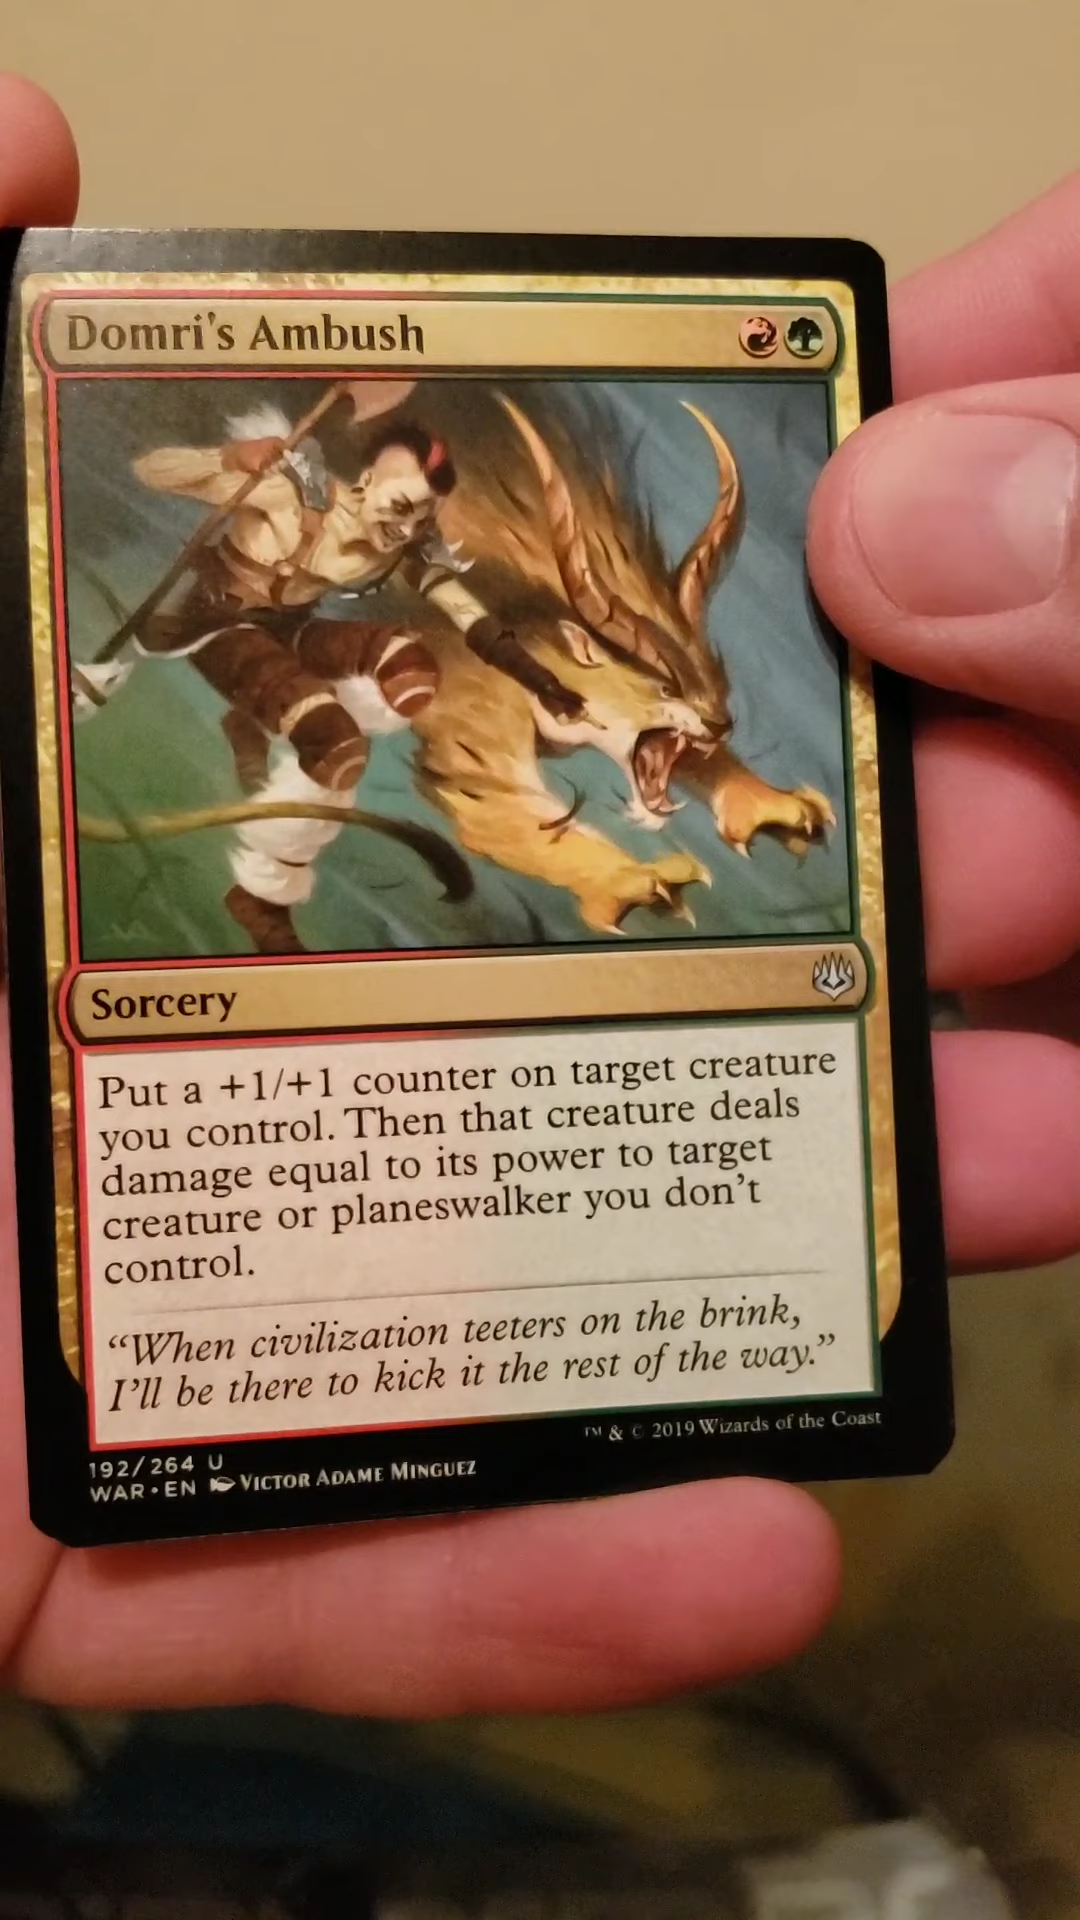 Domri's Ambush
Sorcery
Put a +1/+1 counter on target creature
you control. Then that creature deals
damage equal to its power to target
creature or planeswalker you don't
control.
“When civilization teeters on the brink,
I’ll be there to kick it the rest of the way.”
™ & © 2019 Wizards of the Coast
192/264 U
WAR • EN VICTOR ADAME MINGUEZ